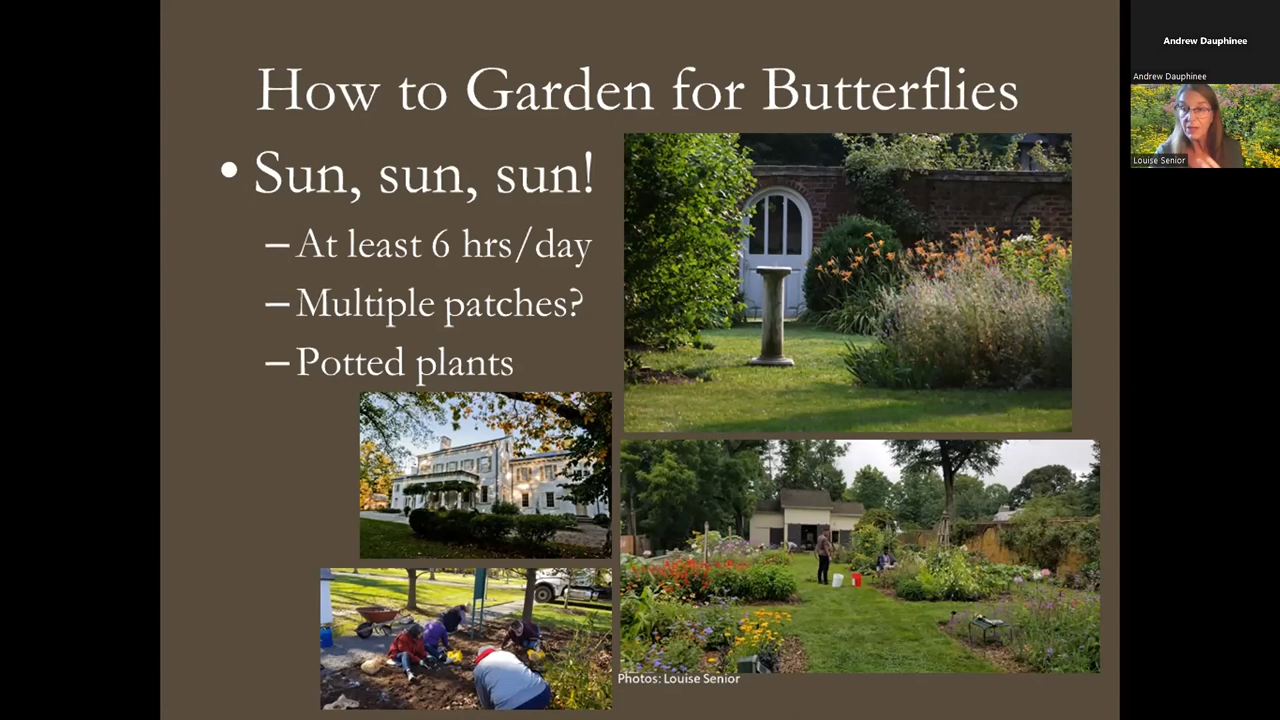 How to Garden for Butterflies
• Sun, sun, sun!
– At least 6 hrs/day
– Multiple patches?
– Potted plants
Photos: Louise Senior
Andrew Dauphinee
Andrew Dauphinee
Louise Senior